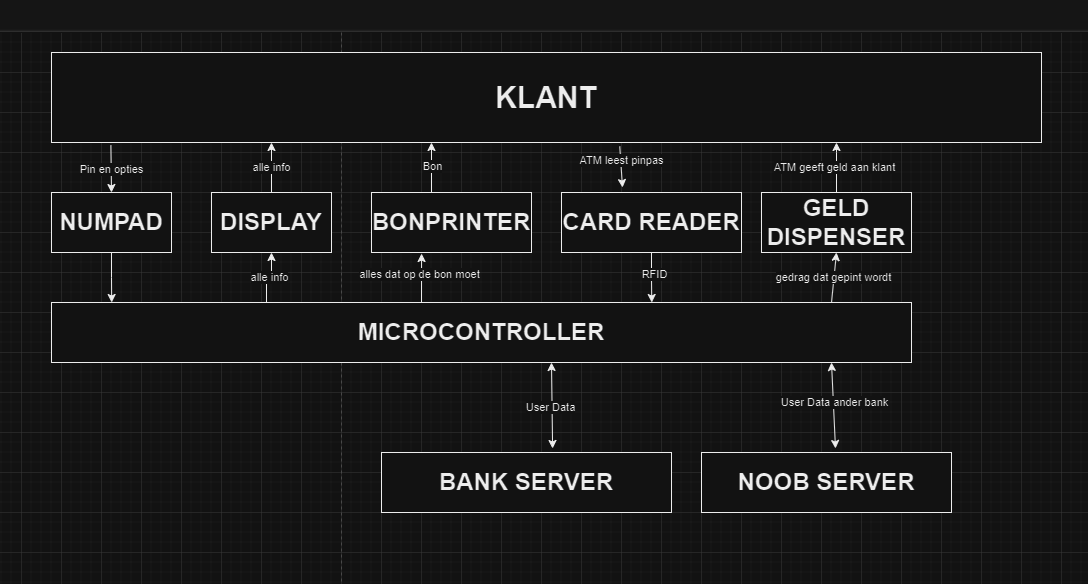 KLANT
Pin en opties
alle info
Bon
ATM leest pinpas
ATM geeft geld aan klant
NUMPAD
DISPLAY
BONPRINTER
CARD READER
GELD
DISPENSER
alle info
alles dat op de bon moet
RFID
gedrag dat gepint wordt
MICROCONTROLLER
User Data
User Data ander bank
BANK SERVER
NOOB SERVER